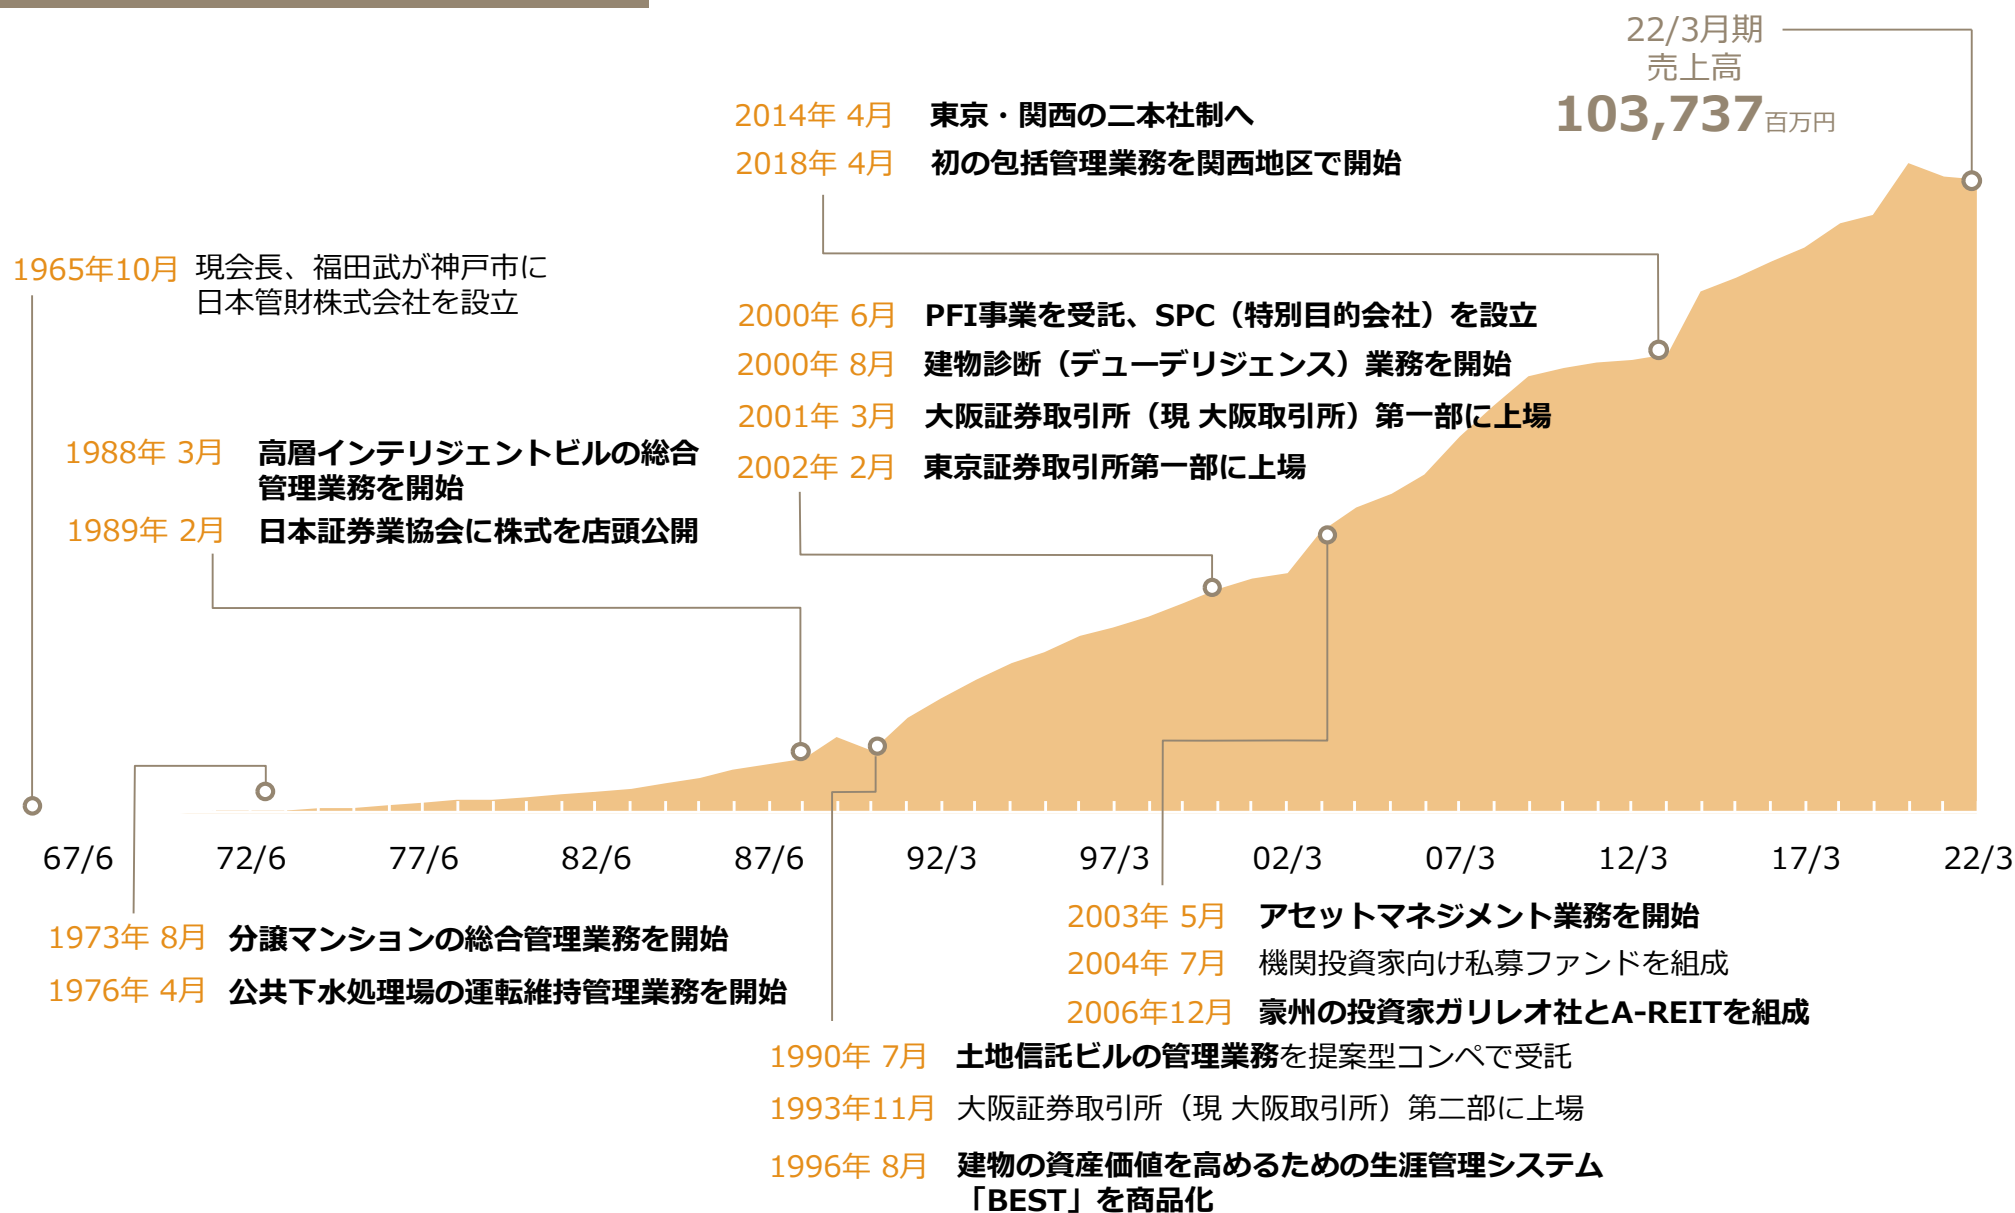 22/3月期
売上高
103,737百万円
2014年 4月 東京・関西の二本社制へ
2018年 4月 初の包括管理業務を関西地区で開始
1965年10月 現会長、福田武が神戸市に
日本管財株式会社を設立
2000年 6月 PFI事業を受託、SPC（特別目的会社）を設立
2000年 8月 建物診断（デューデリジェンス）業務を開始
2001年 3月 大阪証券取引所（現 大阪取引所）第一部に上場
2002年 2月 東京証券取引所第一部に上場
1988年 3月 高層インテリジェントビルの総合
管理業務を開始
1989年 2月 日本証券業協会に株式を店頭公開
67/6 72/6 77/6 82/6 87/6 92/3 97/3 02/3 07/3 12/3 17/3 22/3
1973年 8月 分譲マンションの総合管理業務を開始
1976年 4月 公共下水処理場の運転維持管理業務を開始
2003年 5月 アセットマネジメント業務を開始
2004年 7月 機関投資家向け私募ファンドを組成
2006年12月 豪州の投資家ガリレオ社とA-REITを組成
1990年 7月 土地信託ビルの管理業務を提案型コンペで受託
1993年11月 大阪証券取引所（現 大阪取引所）第二部に上場
1996年 8月 建物の資産価値を高めるための生涯管理システム
「BEST」を商品化